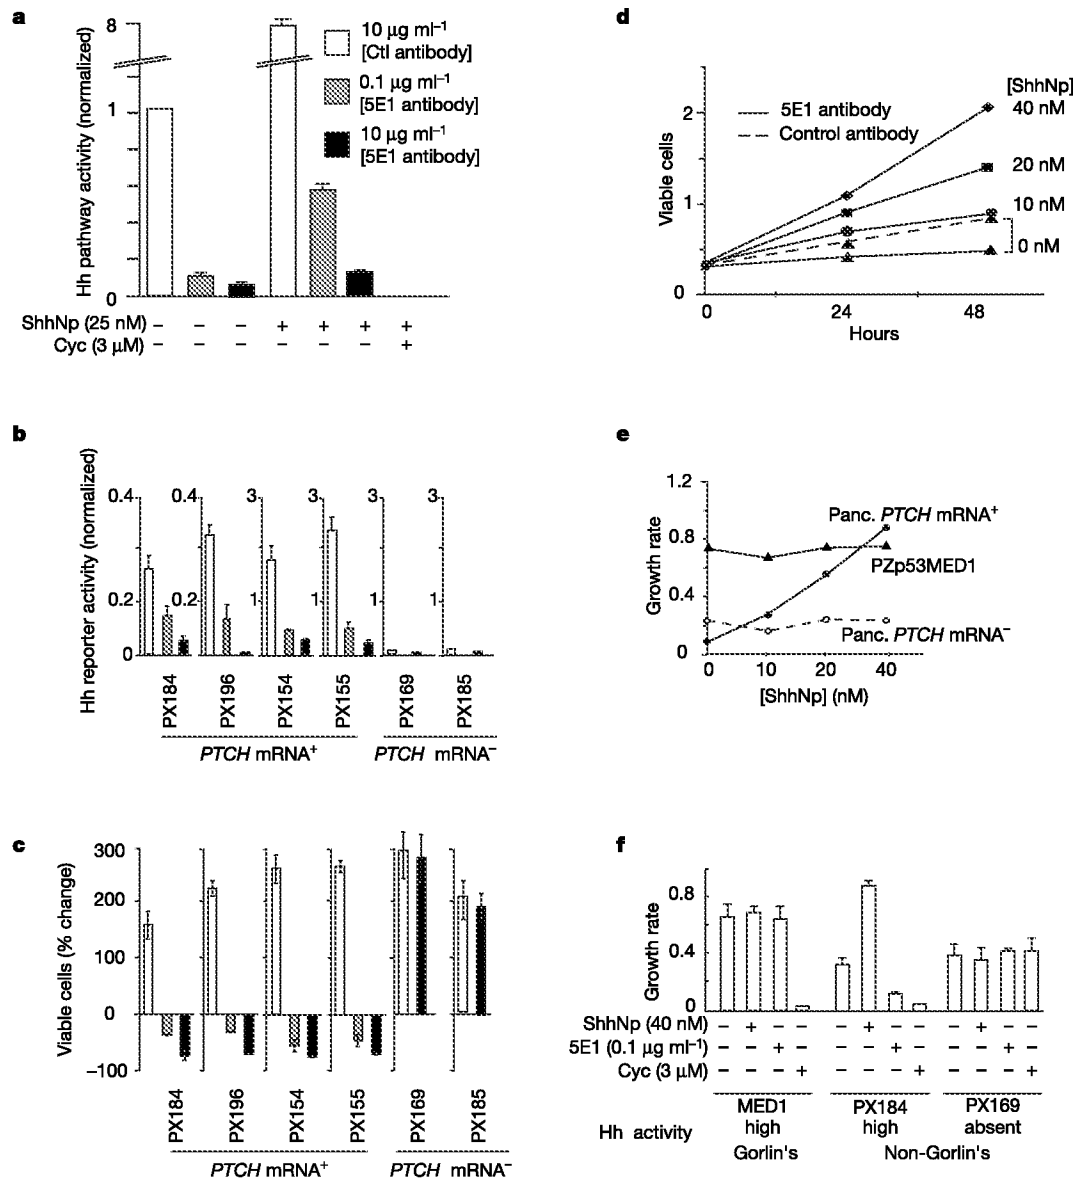 a
Hh pathway activity (normalized)
8
1
0
10 µg ml⁻¹
[Ctl antibody]
0.1 µg ml⁻¹
[5E1 antibody]
10 µg ml⁻¹
[5E1 antibody]
ShhNp (25 nM) – – – + + + +
Cyc (3 µM) – – – – – – +
b
Hh reporter activity (normalized)
0.4 0.4 3 3 3 3
0.2 0.2 1 1 1 1
0
PX184 PX196 PX154 PX155 PX169 PX185
PTCH mRNA⁺ PTCH mRNA⁻
c
Viable cells (% change)
300
200
100
0
–100
PX184 PX196 PX154 PX155 PX169 PX185
PTCH mRNA⁺ PTCH mRNA⁻
d
Viable cells
2
1
0
5E1 antibody
Control antibody
[ShhNp]
40 nM
20 nM
10 nM
0 nM
0 24 48
Hours
e
Growth rate
1.2
0.8
0.4
0
Panc. PTCH mRNA⁺
PZp53MED1
Panc. PTCH mRNA⁻
0 10 20 40
[ShhNp] (nM)
f
Growth rate
0.8
0.4
0
ShhNp (40 nM) – + – – – + – – – + – –
5E1 (0.1 µg ml⁻¹) – – + – – – + – – – + –
Cyc (3 µM) – – – + – – – + – – – +
MED1 PX184 PX169
high high absent
Hh activity
Gorlin's Non-Gorlin's